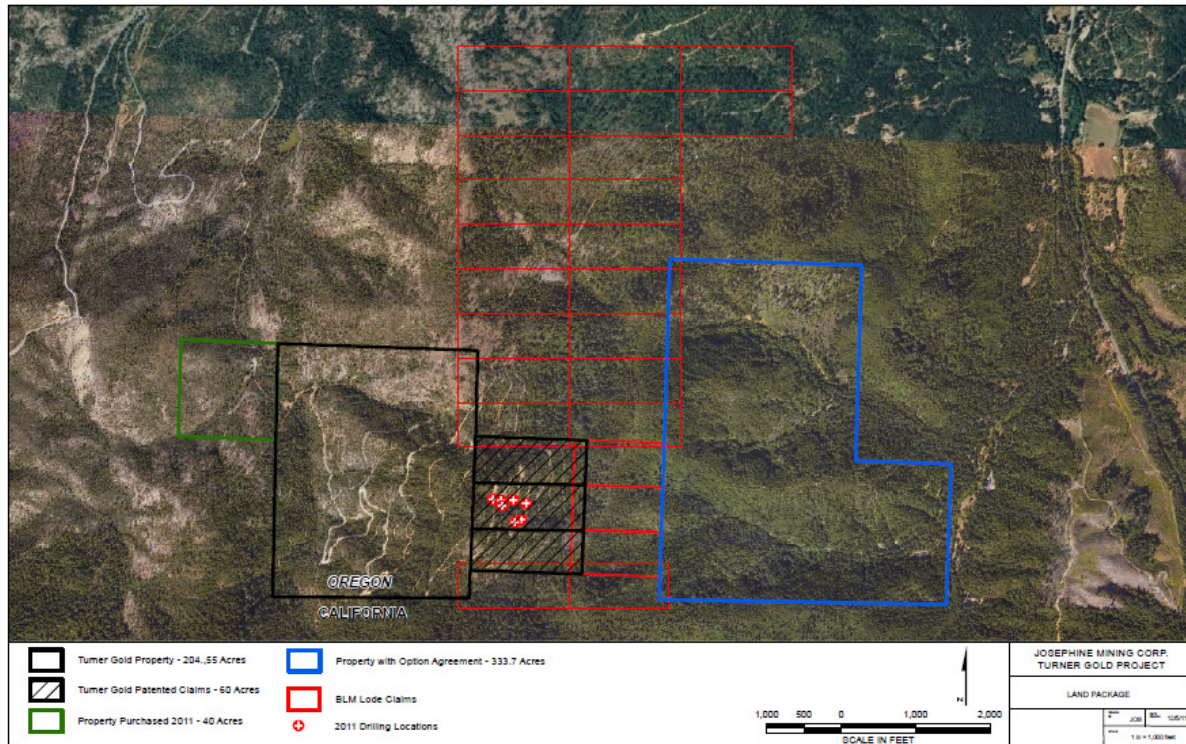 OREGON
CALIFORNIA
Turner Gold Property - 204.,55 Acres
Turner Gold Patented Claims - 60 Acres
Property Purchased 2011 - 40 Acres
Property with Option Agreement - 333.7 Acres
BLM Lode Claims
2011 Drilling Locations
N
1,000 500 0 1,000 2,000
SCALE IN FEET
JOSEPHINE MINING CORP.
TURNER GOLD PROJECT
LAND PACKAGE
JOB
1 in = 1,000 feet